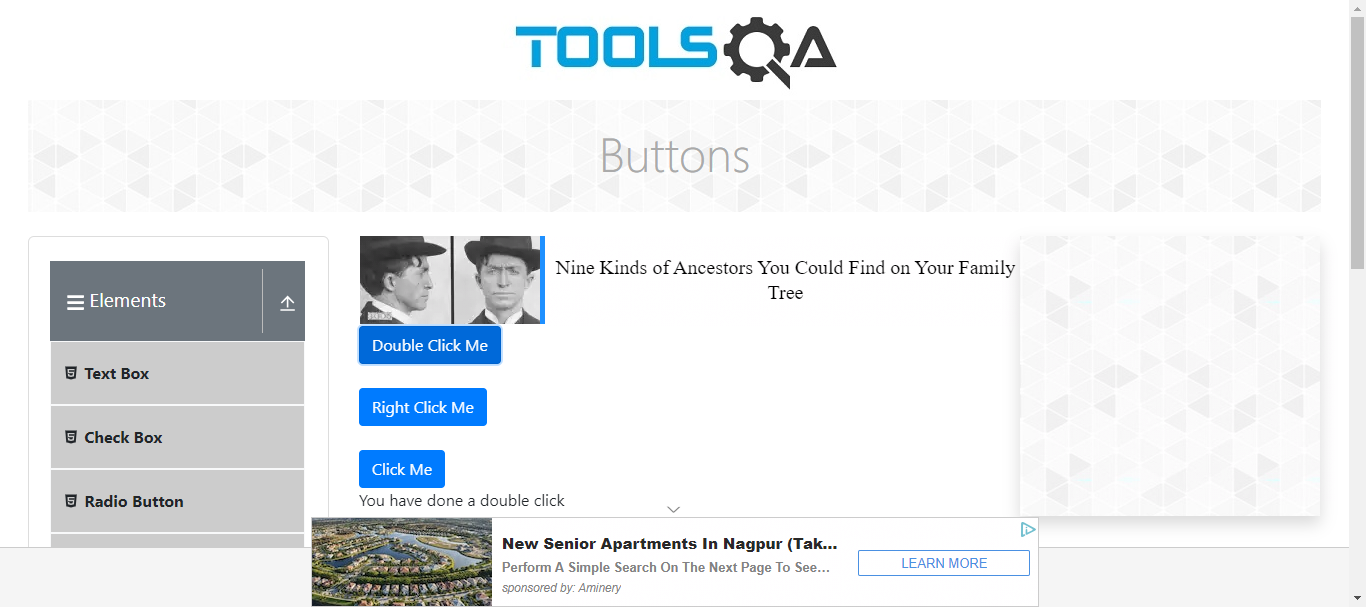 TOOLSQA
Buttons
Elements
Text Box
Check Box
Radio Button
Nine Kinds of Ancestors You Could Find on Your Family
Tree
Double Click Me
Right Click Me
Click Me
You have done a double click
New Senior Apartments In Nagpur (Tak...
Perform A Simple Search On The Next Page To See...
sponsored by: Aminery
LEARN MORE